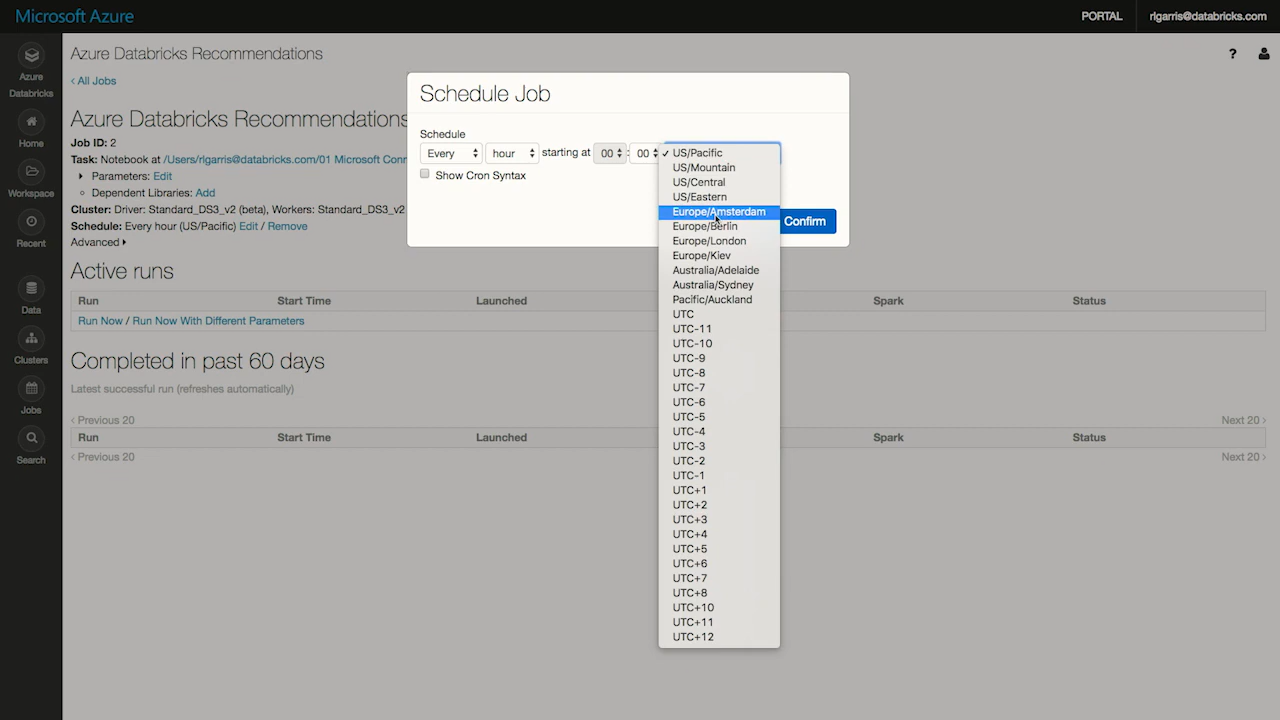 Microsoft Azure
PORTAL
rlgarris@databricks.com
Azure Databricks
Home
Workspace
Recent
Data
Clusters
Jobs
Search
Azure Databricks Recommendations
?
‹ All Jobs
Azure Databricks Recommendations
Job ID: 2
Task: Notebook at /Users/rlgarris@databricks.com/01 Microsoft Conn
Parameters: Edit
Dependent Libraries: Add
Cluster: Driver: Standard_DS3_v2 (beta), Workers: Standard_DS3_v2
Schedule: Every hour (US/Pacific) Edit / Remove
Advanced
Active runs
Run Start Time Launched Spark Status
Run Now / Run Now With Different Parameters
Completed in past 60 days
Latest successful run (refreshes automatically)
‹ Previous 20 Next 20 ›
Run Start Time Launched Spark Status
‹ Previous 20 Next 20 ›
Schedule Job
Schedule
Every hour starting at 00 : 00
Show Cron Syntax
Confirm
✓ US/Pacific
US/Mountain
US/Central
US/Eastern
Europe/Amsterdam
Europe/Berlin
Europe/London
Europe/Kiev
Australia/Adelaide
Australia/Sydney
Pacific/Auckland
UTC
UTC-11
UTC-10
UTC-9
UTC-8
UTC-7
UTC-6
UTC-5
UTC-4
UTC-3
UTC-2
UTC-1
UTC+1
UTC+2
UTC+3
UTC+4
UTC+5
UTC+6
UTC+7
UTC+8
UTC+10
UTC+11
UTC+12